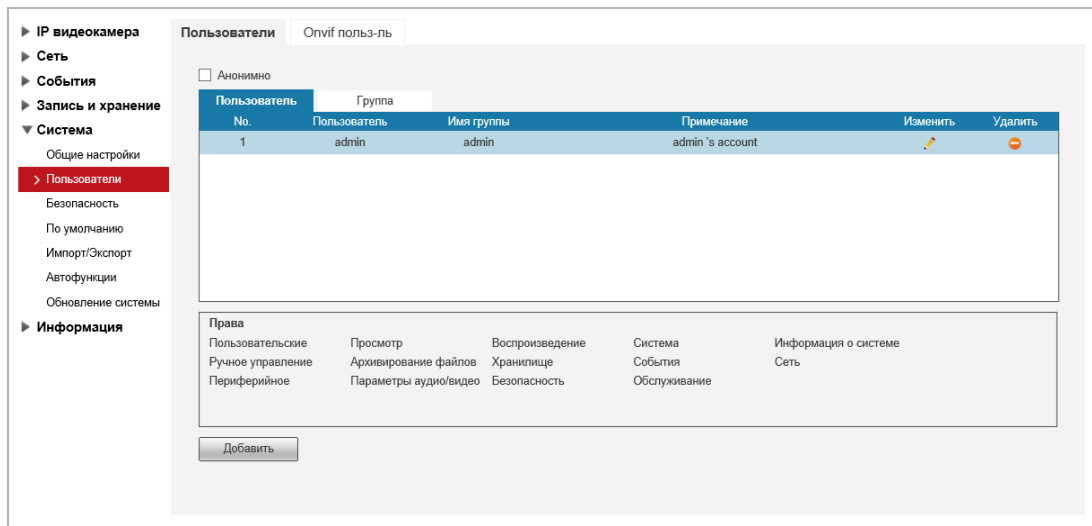 IP видеокамера
Сеть
События
Запись и хранение
Система
Общие настройки
Пользователи
Безопасность
По умолчанию
Импорт/Экспорт
Автофункции
Обновление системы
Информация
Пользователи Onvif польз-ль
Анонимно
Пользователь Группа
No. Пользователь Имя группы Примечание Изменить Удалить
1 admin admin admin 's account
Права
Пользовательские Просмотр Воспроизведение Система Информация о системе
Ручное управление Архивирование файлов Хранилище События Сеть
Периферийное Параметры аудио/видео Безопасность Обслуживание
Добавить